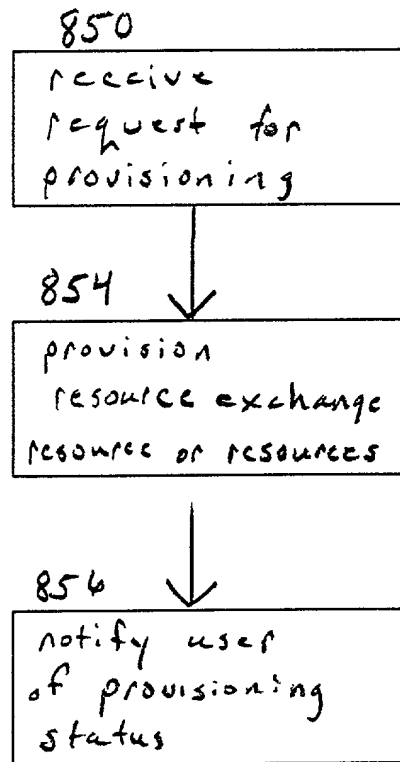 850
receive
request for
provisioning
854
provision
resource exchange
resource or resources
856
notify user
of provisioning
status